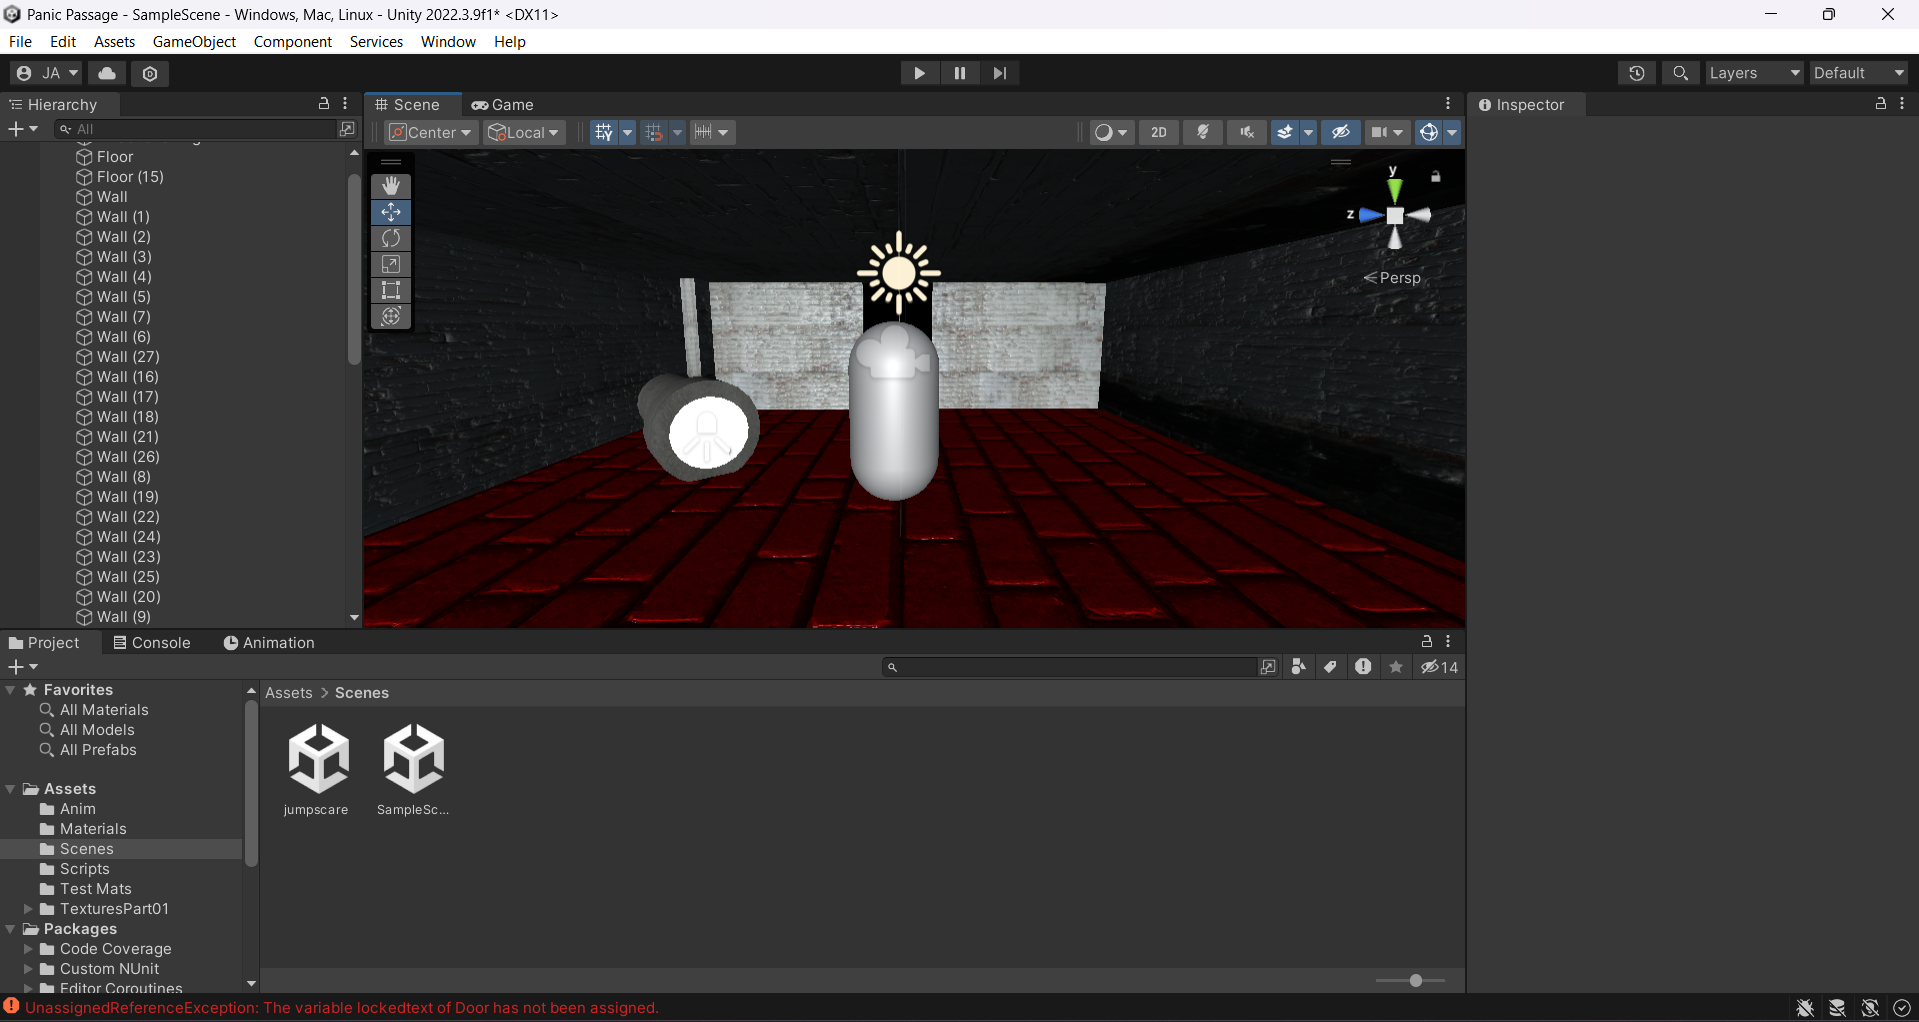 Panic Passage - SampleScene - Windows, Mac, Linux - Unity 2022.3.9f1* <DX11>
File Edit Assets GameObject Component Services Window Help
JA Layers Default
Hierarchy
All
Floor
Floor (15)
Wall
Wall (1)
Wall (2)
Wall (3)
Wall (4)
Wall (5)
Wall (7)
Wall (6)
Wall (27)
Wall (16)
Wall (17)
Wall (18)
Wall (21)
Wall (26)
Wall (8)
Wall (19)
Wall (22)
Wall (24)
Wall (23)
Wall (25)
Wall (20)
Wall (9)
Scene Game
Center Local 2D
y
z
Persp
Inspector
Project Console Animation
14
Favorites
All Materials
All Models
All Prefabs
Assets
Anim
Materials
Scenes
Scripts
Test Mats
TexturesPart01
Packages
Code Coverage
Custom NUnit
Editor Coroutines
Assets > Scenes
jumpscare SampleSc...
UnassignedReferenceException: The variable lockedtext of Door has not been assigned.